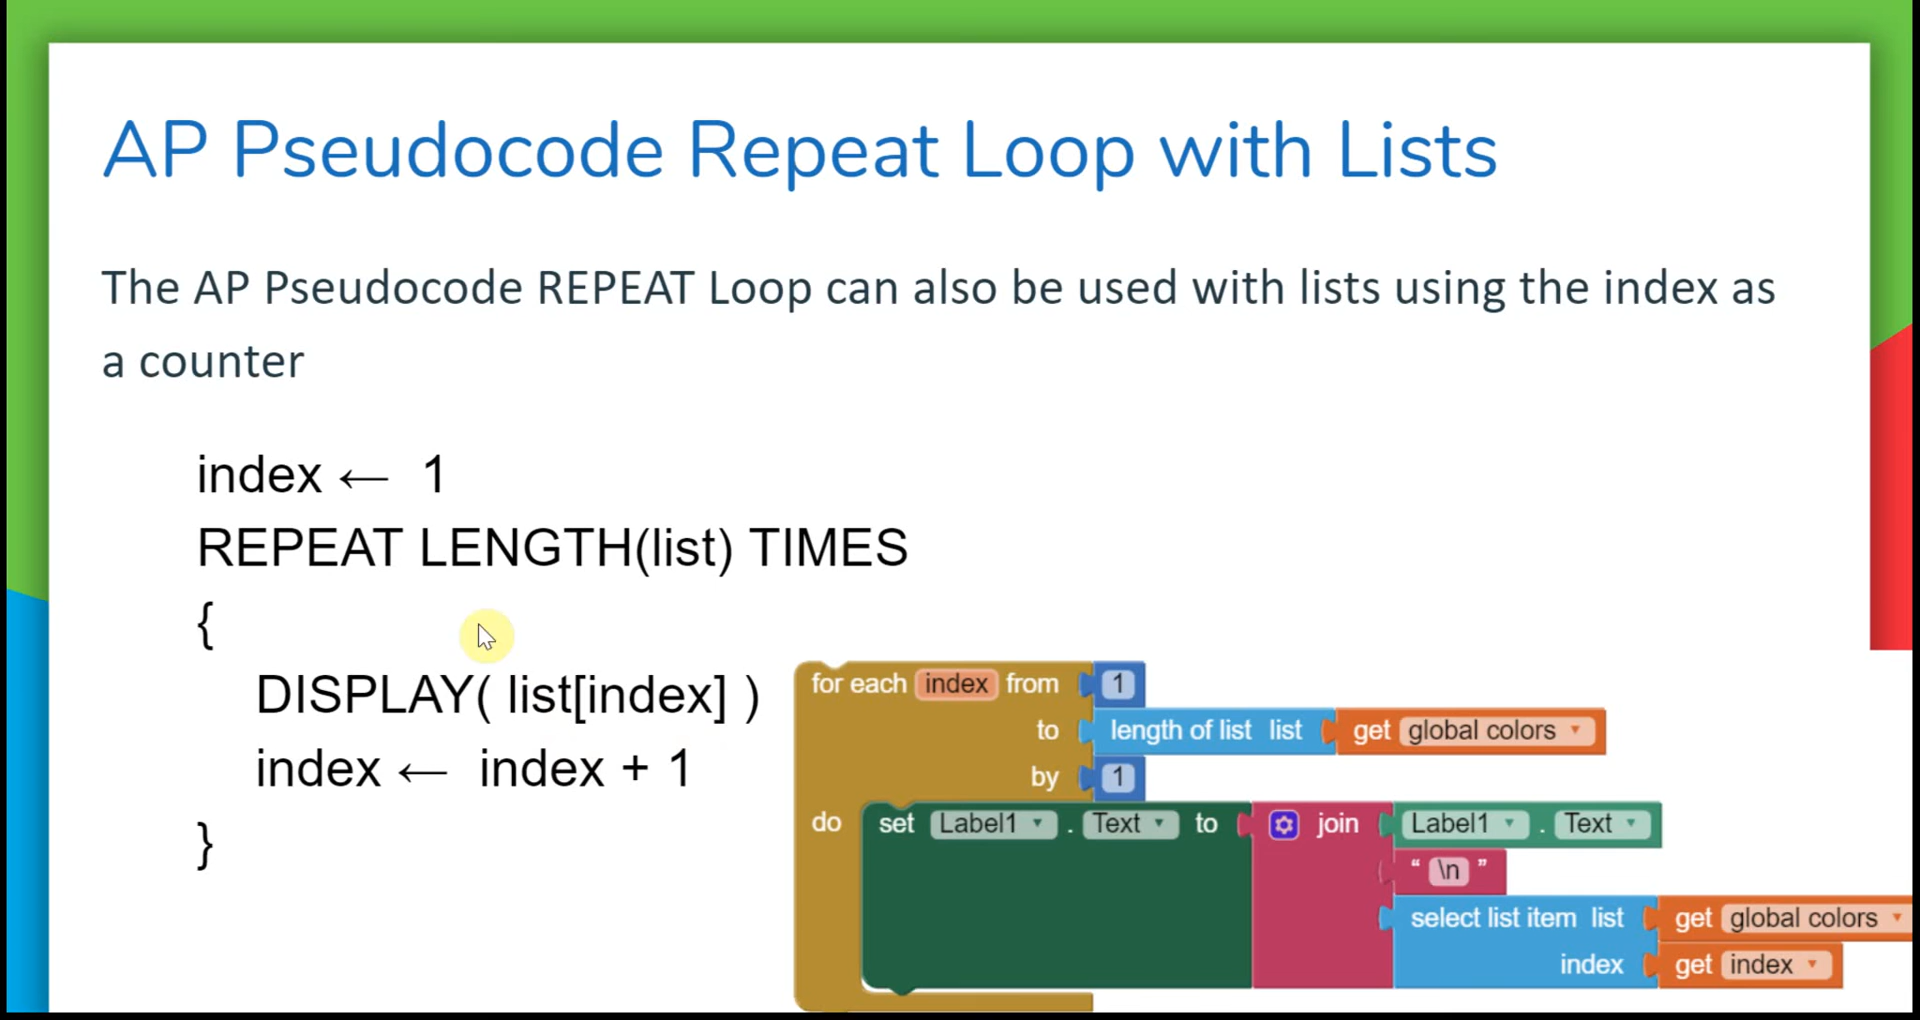 AP Pseudocode Repeat Loop with Lists
The AP Pseudocode REPEAT Loop can also be used with lists using the index as
a counter
index ← 1
REPEAT LENGTH(list) TIMES
{
DISPLAY( list[index] )
index ← index + 1
}
for each index from 1
to length of list list get global colors
by 1
do set Label1 . Text to join Label1 . Text
“ \n ”
select list item list get global colors
index get index